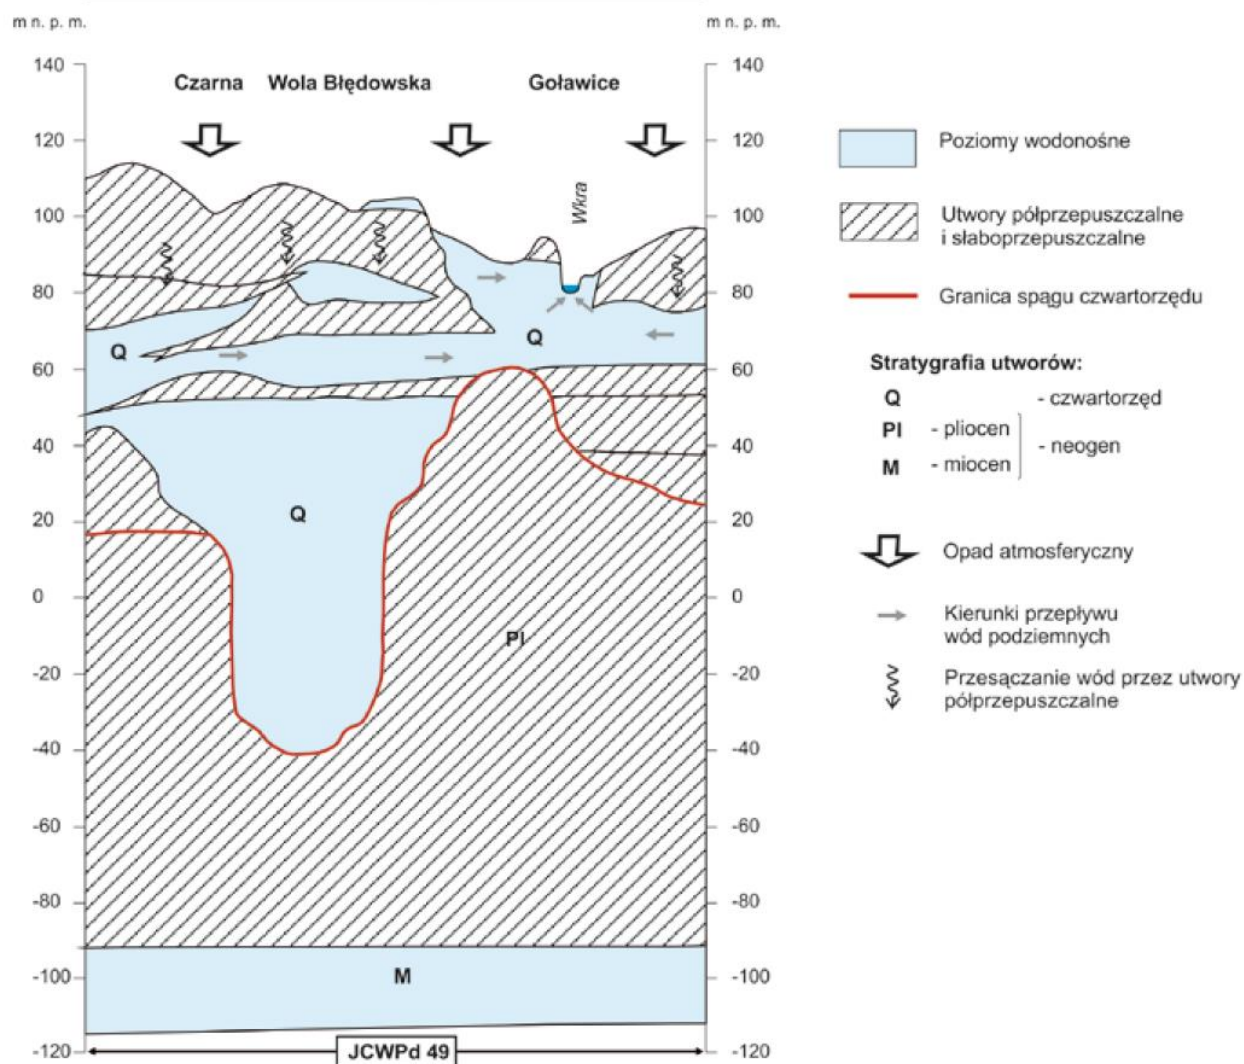 m n. p. m.
m n. p. m.
140
140
Czarna
Wola Błędowska
Goławice
120
120
Poziomy wodonośne
Wkra
100
100
Utwory półprzepuszczalne
i słaboprzepuszczalne
80
80
Granica spągu czwartorzędu
Q
Q
60
60
Stratygrafia utworów:
Q
- czwartorzęd
Pl
- pliocen
- neogen
M
- miocen
40
40
Q
20
20
Opad atmosferyczny
0
0
Kierunki przepływu
wód podziemnych
Pl
-20
-20
Przesączanie wód przez utwory
półprzepuszczalne
-40
-40
-60
-60
-80
-80
-100
M
-100
-120
JCWPd 49
-120